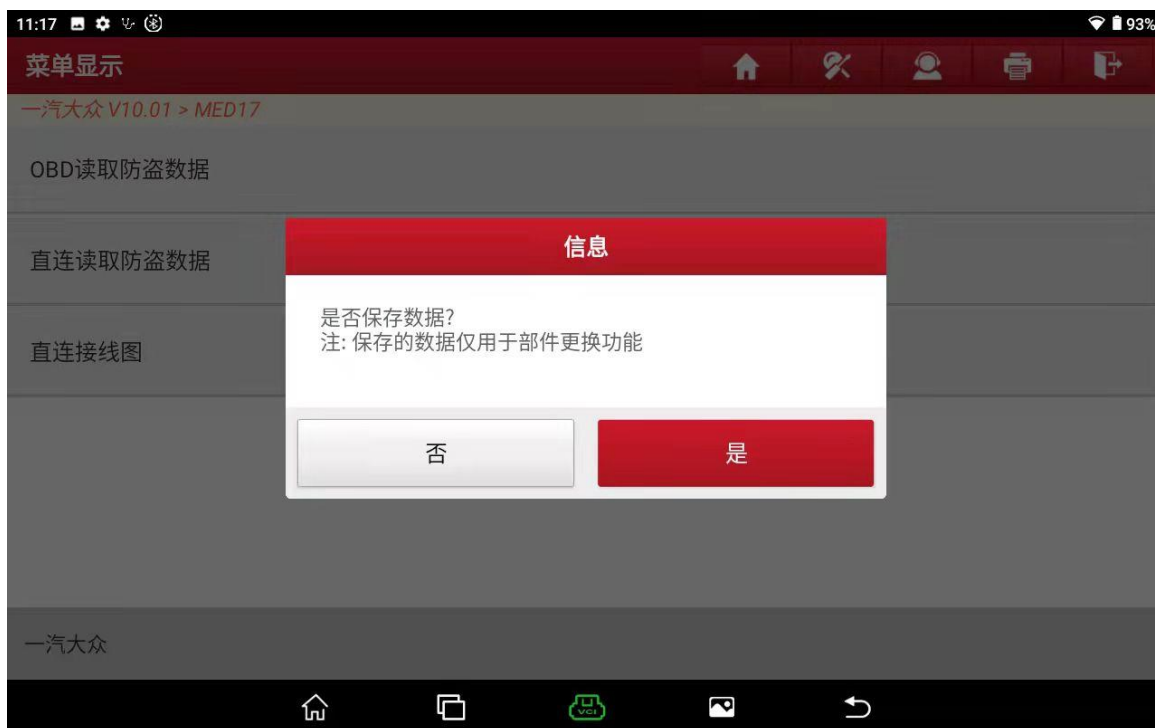 11:17
93%
菜单显示
一汽大众 V10.01 > MED17
OBD读取防盗数据
直连读取防盗数据
直连接线图
信息
是否保存数据?
注: 保存的数据仅用于部件更换功能
否
是
一汽大众
VCI